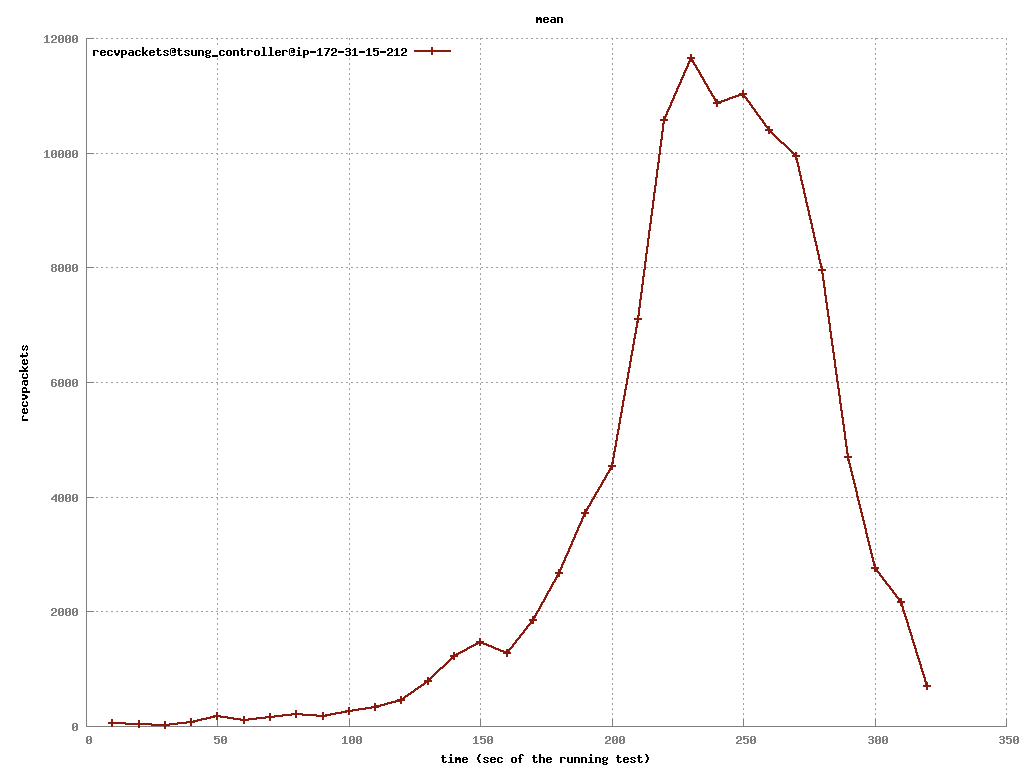 mean
12000
recvpackets@tsung_controller@ip-172-31-15-212
10000
8000
6000
4000
2000
0
recvpackets
0 50 100 150 200 250 300 350
time (sec of the running test)